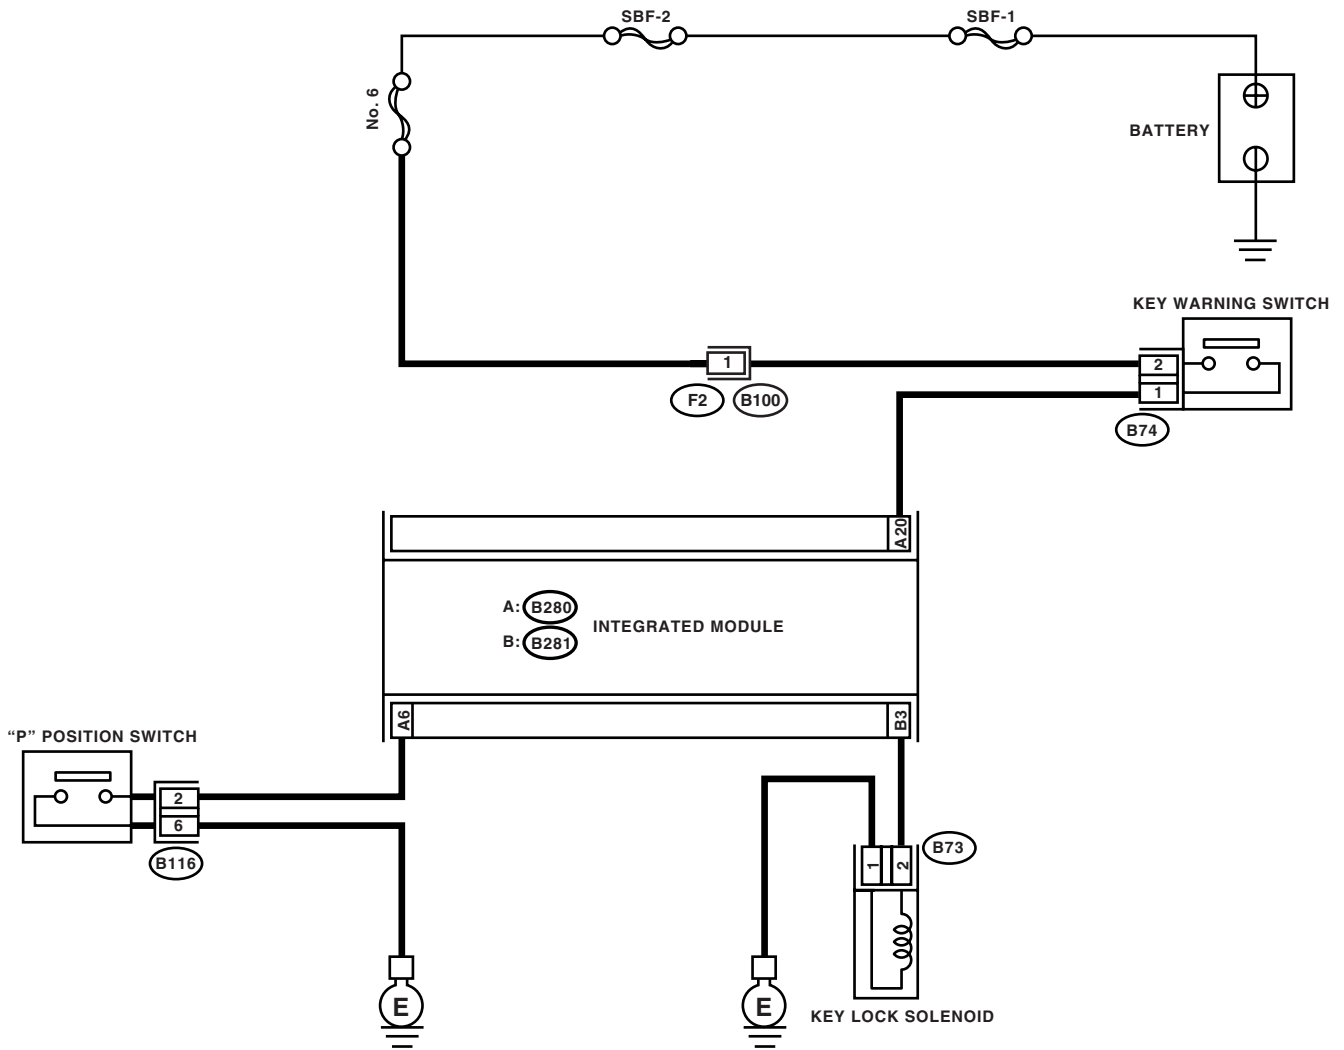 SBF-2
SBF-1
No. 6
BATTERY
KEY WARNING SWITCH
1
2
1
F2
B100
B74
A20
A: B280
INTEGRATED MODULE
B: B281
A6
B3
“P” POSITION SWITCH
2
6
B116
B73
1
2
E
E
KEY LOCK SOLENOID